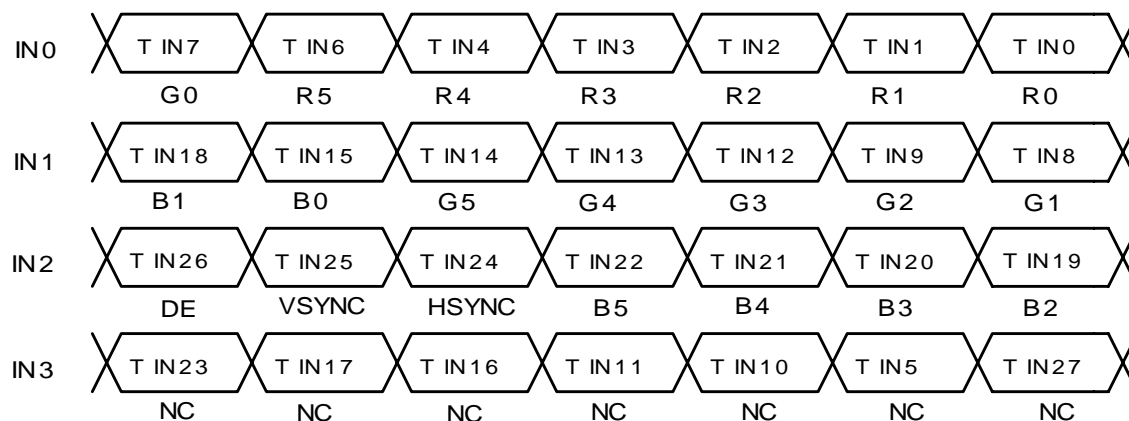 IN0 T IN7 T IN6 T IN4 T IN3 T IN2 T IN1 T IN0
G0 R5 R4 R3 R2 R1 R0
IN1 T IN18 T IN15 T IN14 T IN13 T IN12 T IN9 T IN8
B1 B0 G5 G4 G3 G2 G1
IN2 T IN26 T IN25 T IN24 T IN22 T IN21 T IN20 T IN19
DE VSYNC HSYNC B5 B4 B3 B2
IN3 T IN23 T IN17 T IN16 T IN11 T IN10 T IN5 T IN27
NC NC NC NC NC NC NC